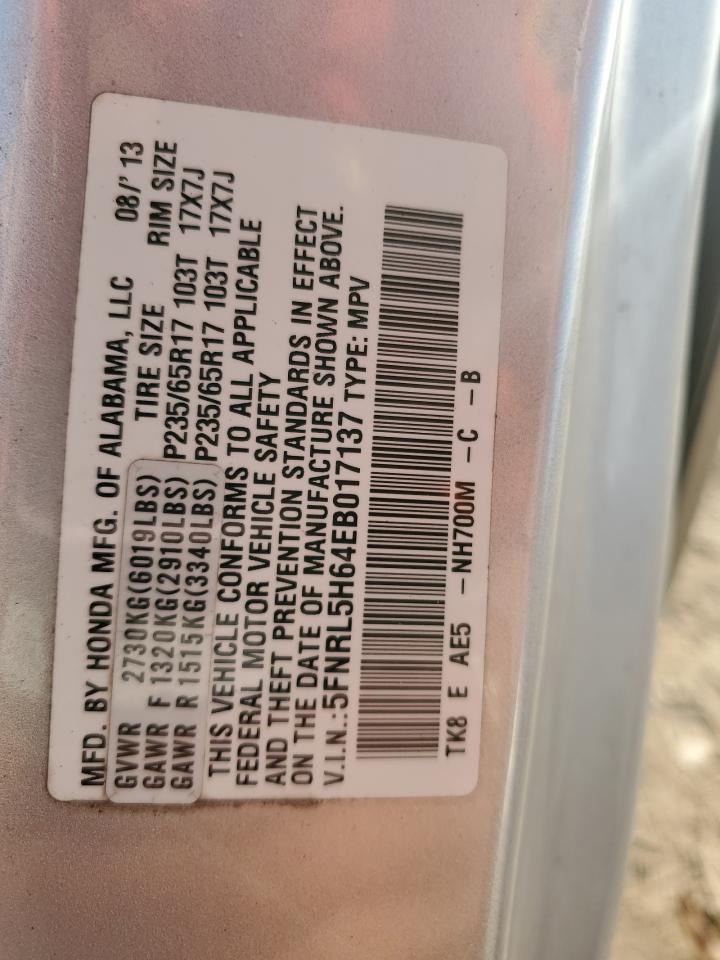 MFD. BY HONDA MFG. OF ALABAMA, LLC 08/'13
GVWR 2730KG(6019LBS) TIRE SIZE RIM SIZE
GAWR F 1320KG(2910LBS) P235/65R17 103T 17X7J
GAWR R 1515KG(3340LBS) P235/65R17 103T 17X7J
THIS VEHICLE CONFORMS TO ALL APPLICABLE
FEDERAL MOTOR VEHICLE SAFETY
AND THEFT PREVENTION STANDARDS IN EFFECT
ON THE DATE OF MANUFACTURE SHOWN ABOVE.
V.I.N.:5FNRL5H64EB017137 TYPE: MPV
TK8 E AE5 -NH700M -C -B